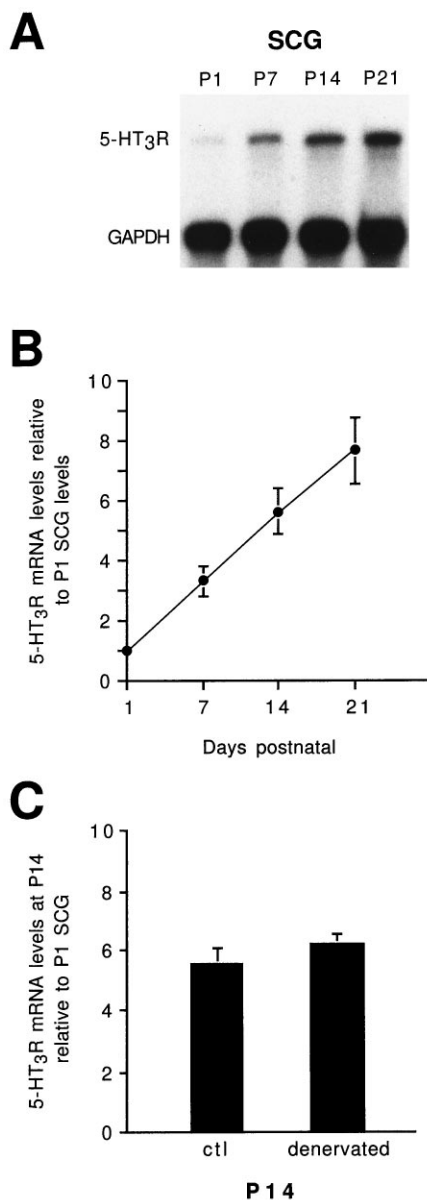 A
SCG
P1 P7 P14 P21
5-HT3R
GAPDH
B
5-HT3R mRNA levels relative
to P1 SCG levels
10
8
6
4
2
0
1 7 14 21
Days postnatal
C
5-HT3R mRNA levels at P14
relative to P1 SCG
10
8
6
4
2
0
ctl denervated
P14